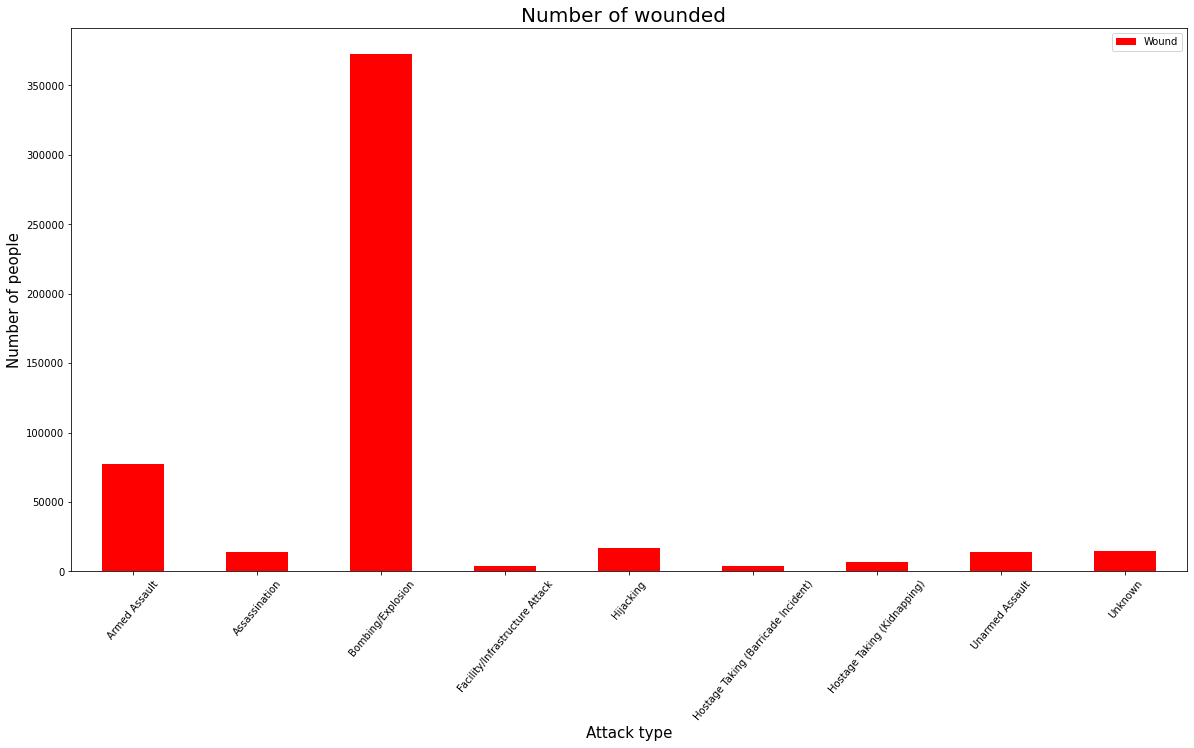 Number of wounded
Wound
Number of people
350000
300000
250000
200000
150000
100000
50000
0
Armed Assault
Assassination
Bombing/Explosion
Facility/Infrastructure Attack
Hijacking
Hostage Taking (Barricade Incident)
Hostage Taking (Kidnapping)
Unarmed Assault
Unknown
Attack type